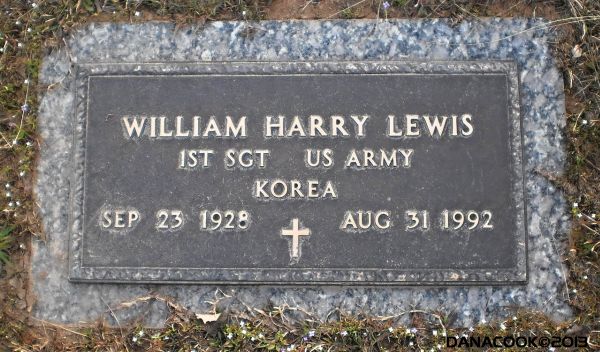 WILLIAM HARRY LEWIS
1ST SGT US ARMY
KOREA
SEP 23 1928 AUG 31 1992
DANACOOK©2013